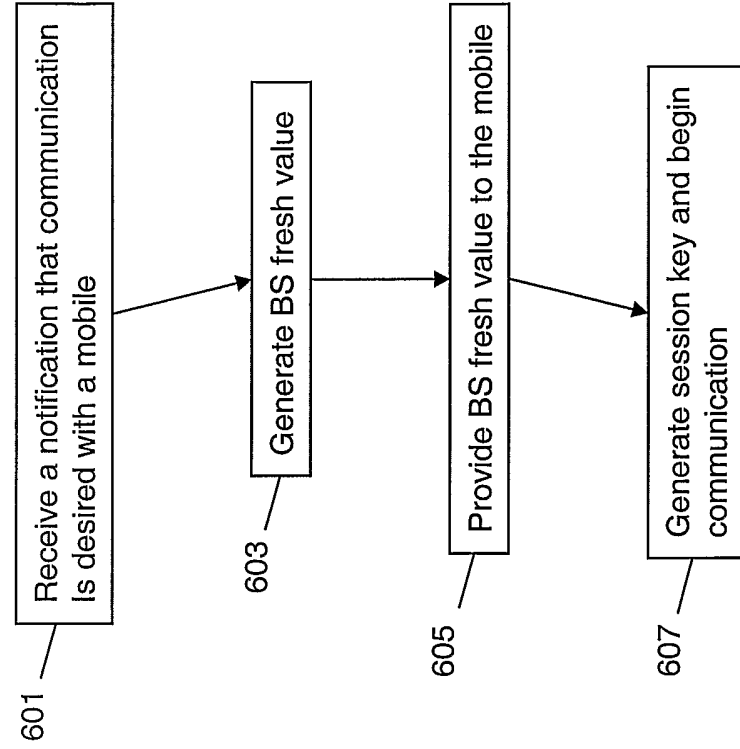 601
Receive a notification that communication
Is desired with a mobile
603
Generate BS fresh value
605
Provide BS fresh value to the mobile
607
Generate session key and begin
communication